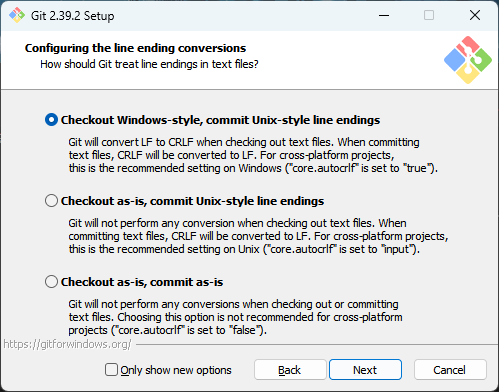 Git 2.39.2 Setup
Configuring the line ending conversions
How should Git treat line endings in text files?
Checkout Windows-style, commit Unix-style line endings
Git will convert LF to CRLF when checking out text files. When committing
text files, CRLF will be converted to LF. For cross-platform projects,
this is the recommended setting on Windows ("core.autocrlf" is set to "true").
Checkout as-is, commit Unix-style line endings
Git will not perform any conversion when checking out text files. When
committing text files, CRLF will be converted to LF. For cross-platform projects,
this is the recommended setting on Unix ("core.autocrlf" is set to "input").
Checkout as-is, commit as-is
Git will not perform any conversions when checking out or committing
text files. Choosing this option is not recommended for cross-platform
projects ("core.autocrlf" is set to "false").
https://gitforwindows.org/
Only show new options
Back
Next
Cancel